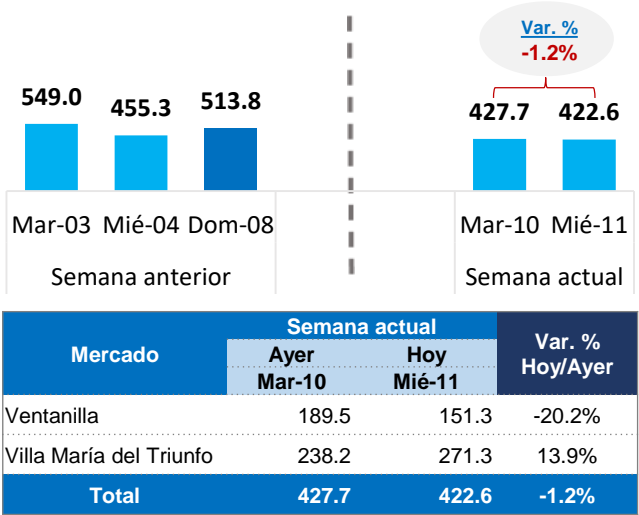 Var. %
-1.2%
549.0 455.3 513.8 427.7 422.6
Mar-03 Mié-04 Dom-08 Mar-10 Mié-11
Semana anterior Semana actual
Mercado Semana actual Var. % Hoy/Ayer
Ayer Hoy
Mar-10 Mié-11
Ventanilla 189.5 151.3 -20.2%
Villa María del Triunfo 238.2 271.3 13.9%
Total 427.7 422.6 -1.2%